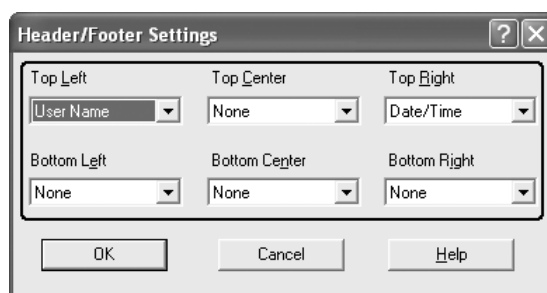 Header/Footer Settings
Top Left Top Center Top Right
User Name None Date/Time
Bottom Left Bottom Center Bottom Right
None None None
OK Cancel Help